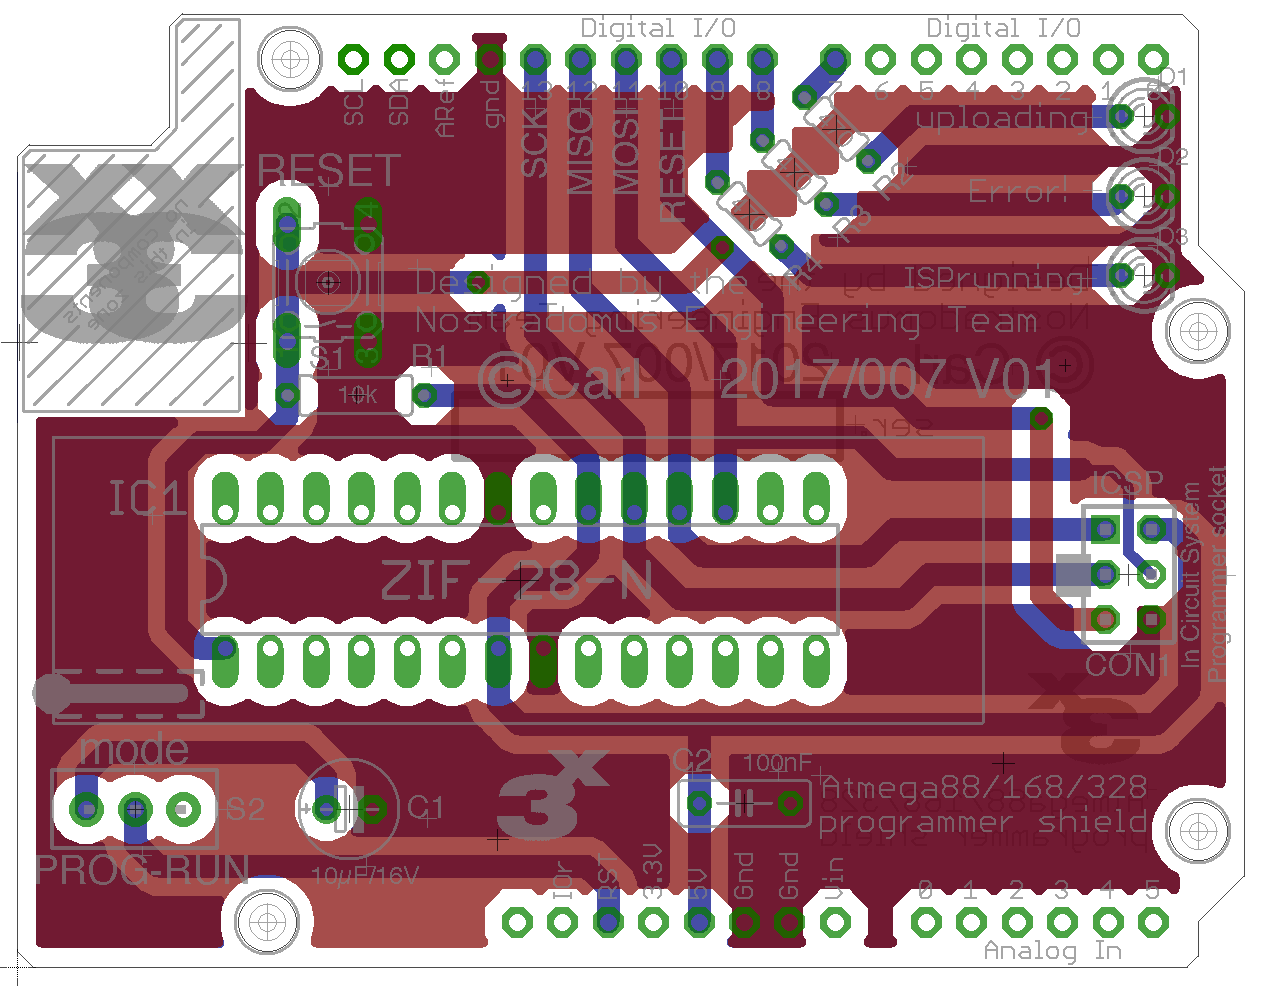 Digital I/O
Digital I/O
SCL
SDA
ARef
gnd
13
12
11
10
9
8
7
6
5
4
3
2
1
SCK
MISO
MOSI
RESET
D1
uploading
D2
Error!
D3
ISPrunning
R2
R3
R4
RESET
S1
R1
10k
Designed by the
Nostradomus Engineering Team
©Carl 2017/007 V01
IC1
ZIF-28-N
ICSP
CON1
In Circuit System
Programmer socket
mode
S2
PROG-RUN
C1
10µF/16V
3x
C2
100nF
Atmega88/168/328
programmer shield
IOr
RST
3.3V
5V
Gnd
Gnd
Vin
0
1
2
3
4
5
Analog In